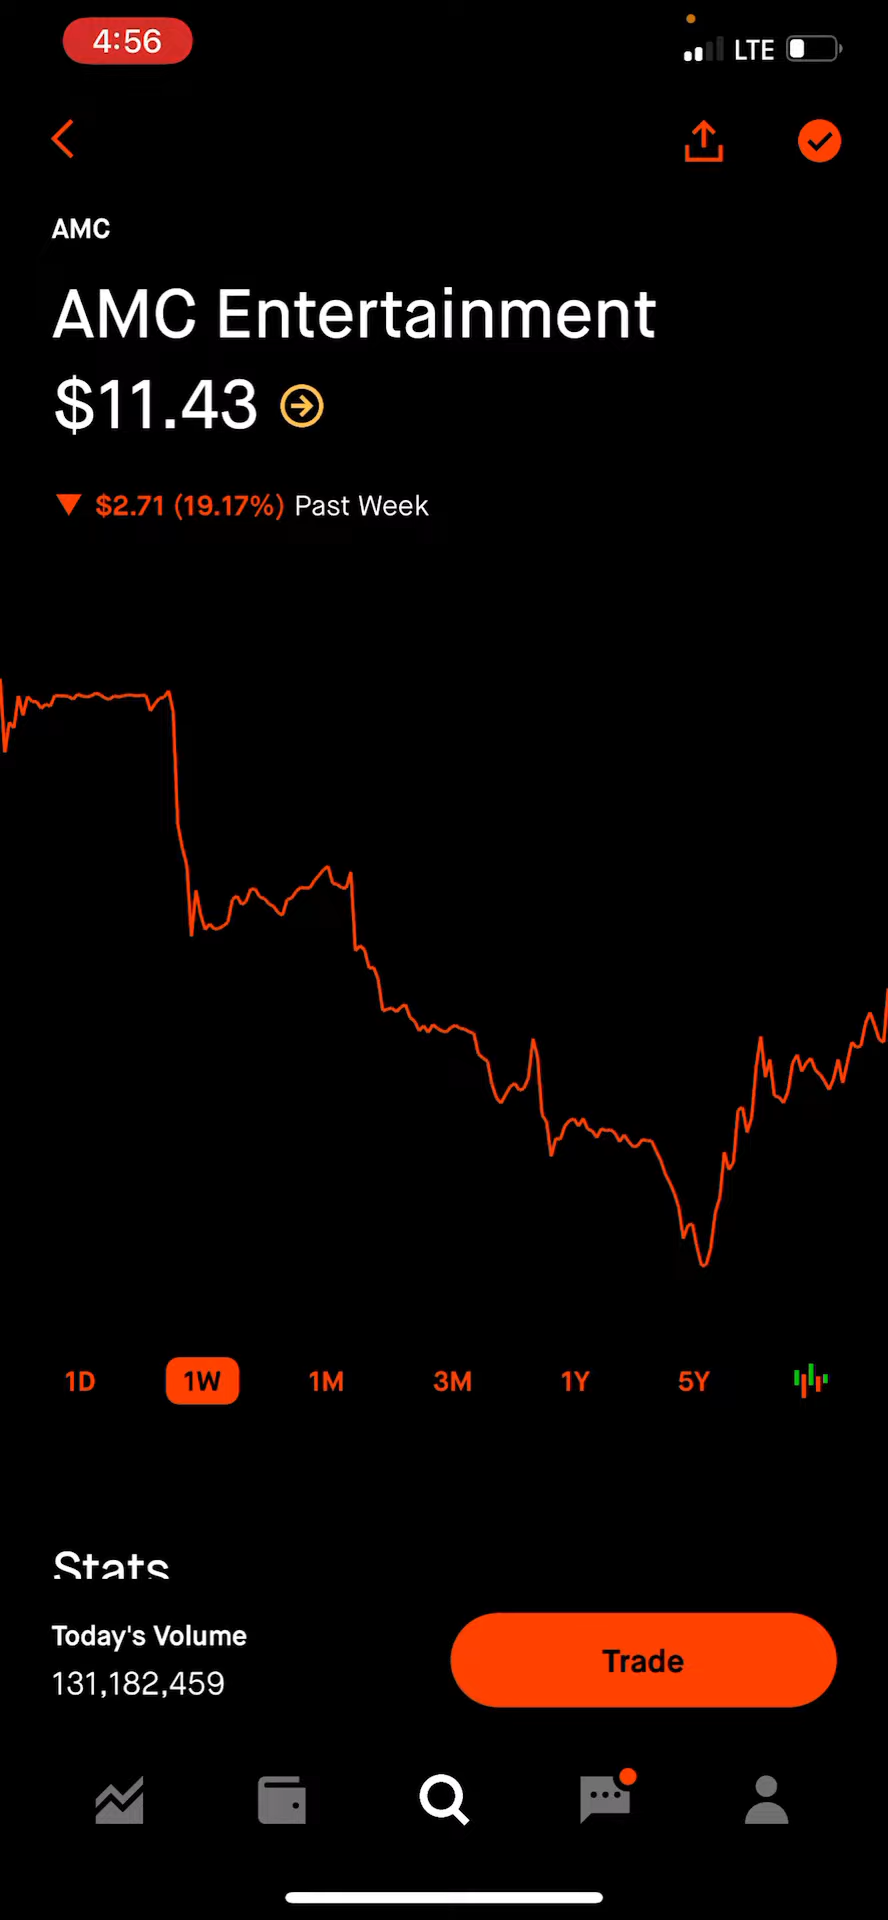 4:56
LTE
AMC
AMC Entertainment
$11.43
$2.71 (19.17%) Past Week
1D 1W 1M 3M 1Y 5Y
Stats
Today's Volume
131,182,459
Trade